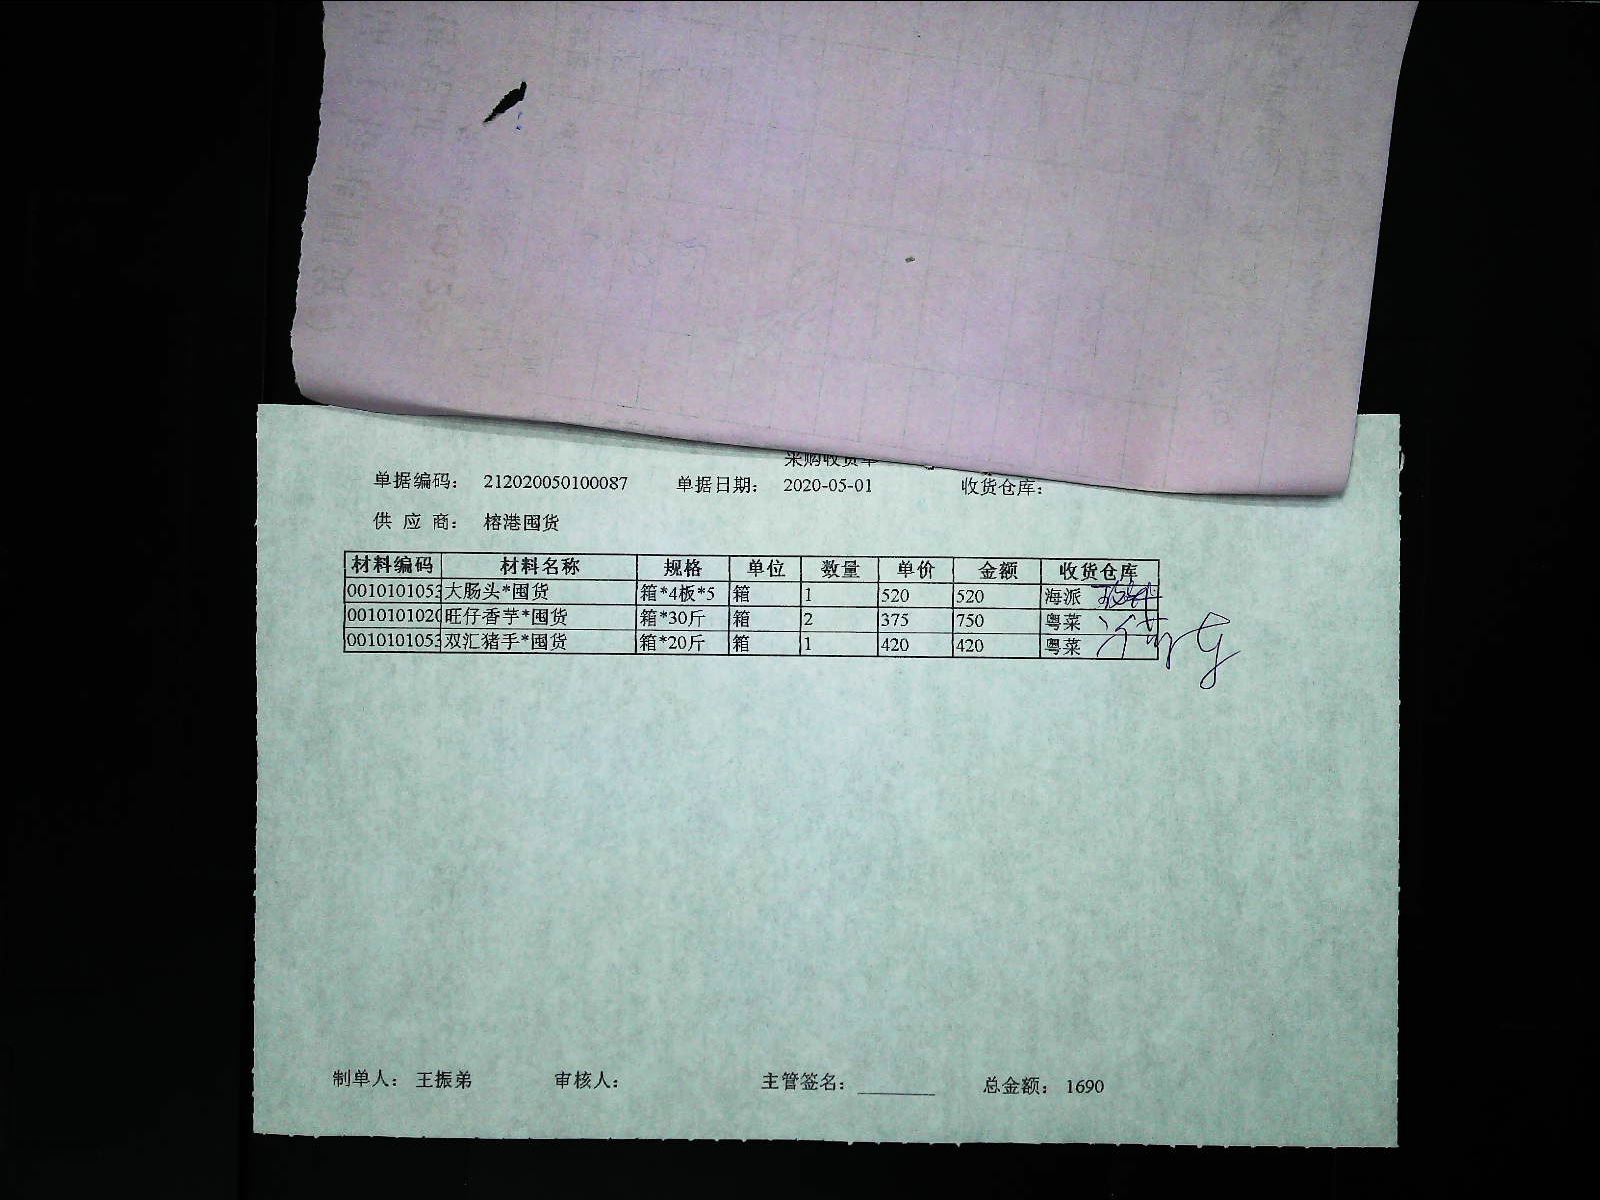 采购收货单
单据编码： 212020050100087 单据日期： 2020-05-01 收货仓库：
供 应 商： 榕港囤货
材料编码 材料名称 规格 单位 数量 单价 金额 收货仓库
0010101053 大肠头*囤货 箱*4板*5 箱 1 520 520 海派
0010101020 旺仔香芋*囤货 箱*30斤 箱 2 375 750 粤菜
0010101053 双汇猪手*囤货 箱*20斤 箱 1 420 420 粤菜
制单人： 王振弟 审核人： 主管签名： 总金额： 1690